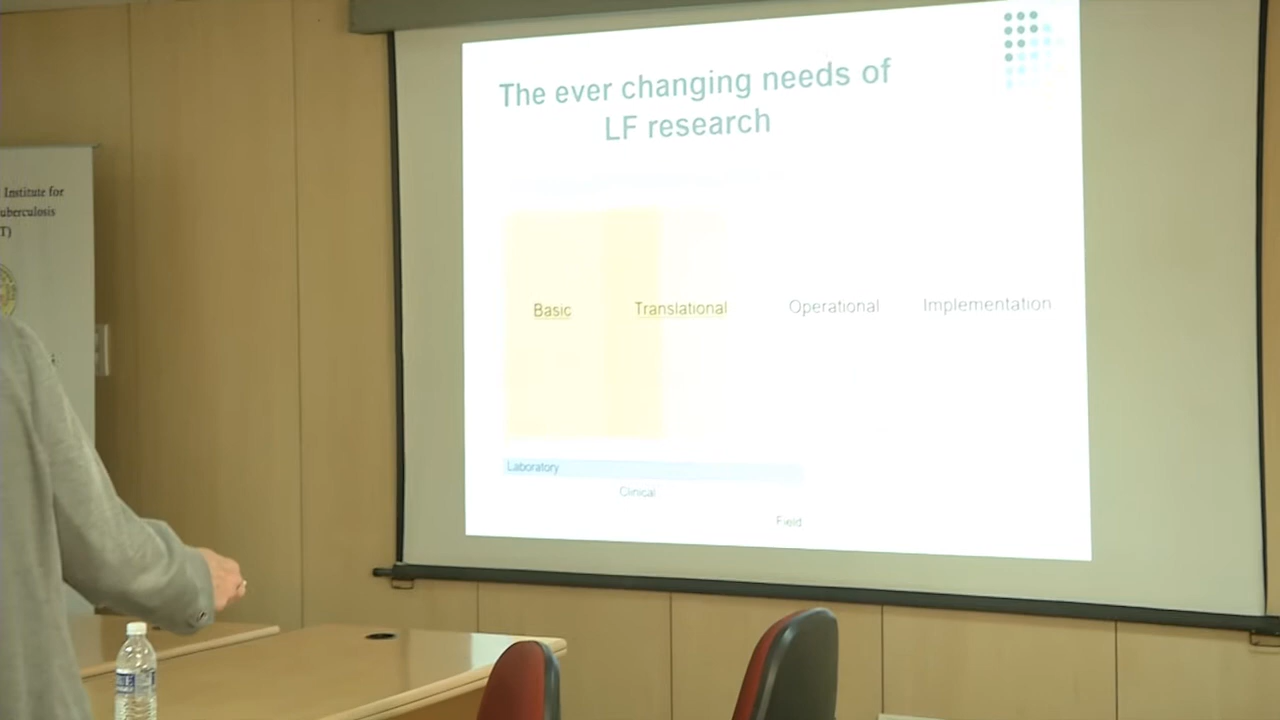 The ever changing needs of
LF research
Institute for
uberculosis
T)
Basic
Translational
Operational
Implementation
Laboratory
Clinical
Field